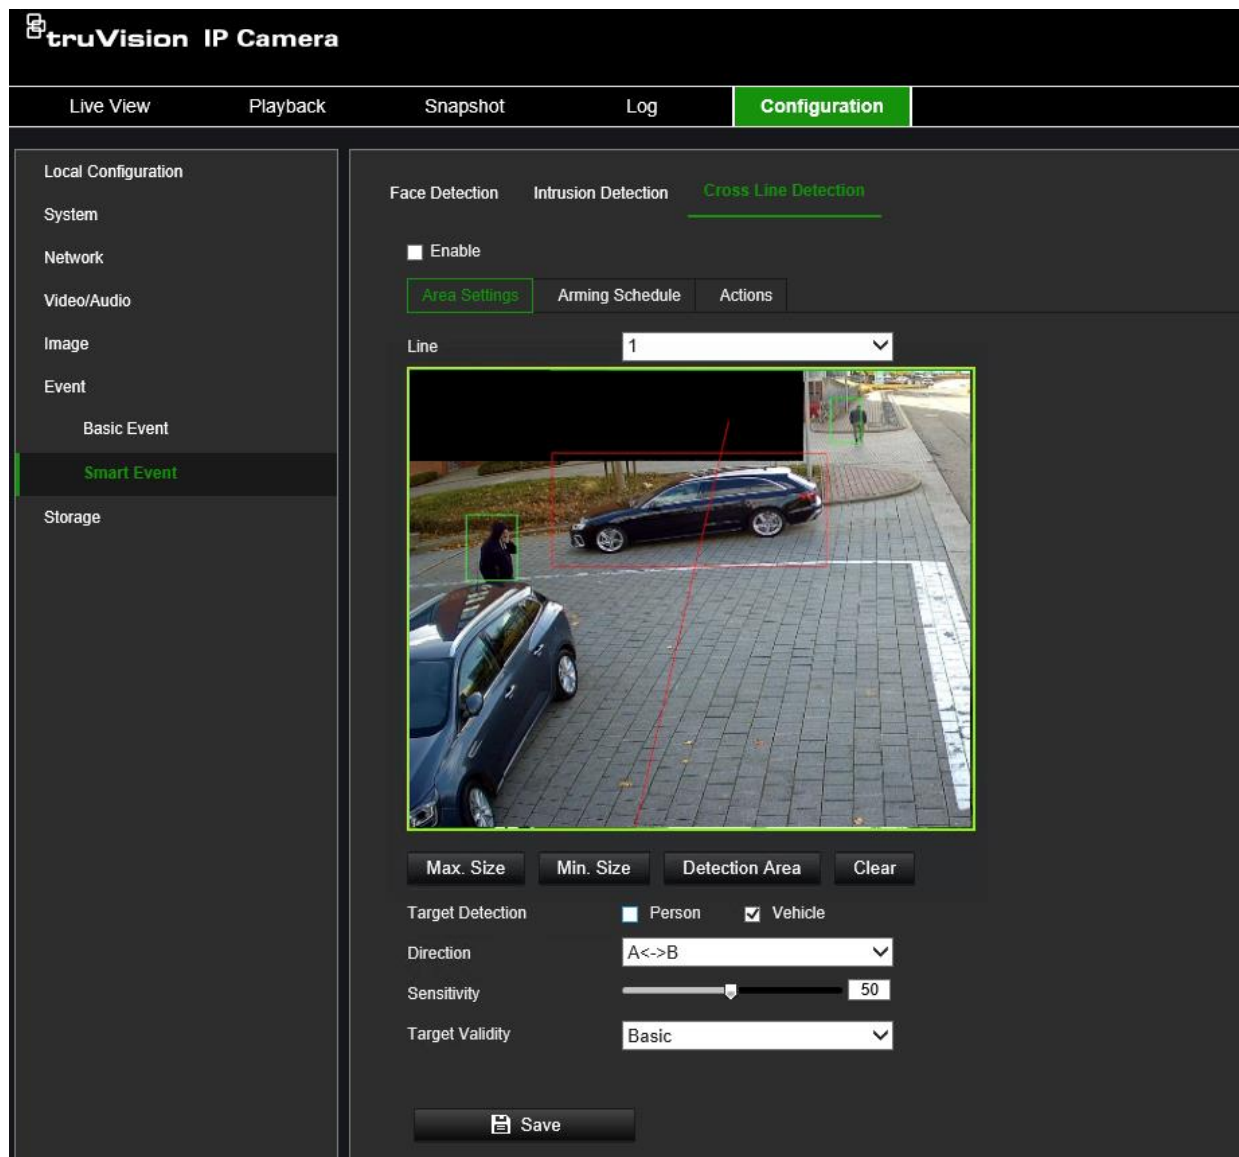 truVision IP Camera
Live View Playback Snapshot Log Configuration
Local Configuration
System
Network
Video/Audio
Image
Event
Basic Event
Smart Event
Storage
Face Detection Intrusion Detection Cross Line Detection
Enable
Area Settings Arming Schedule Actions
Line 1
Max. Size Min. Size Detection Area Clear
Target Detection Person Vehicle
Direction A<->B
Sensitivity 50
Target Validity Basic
Save